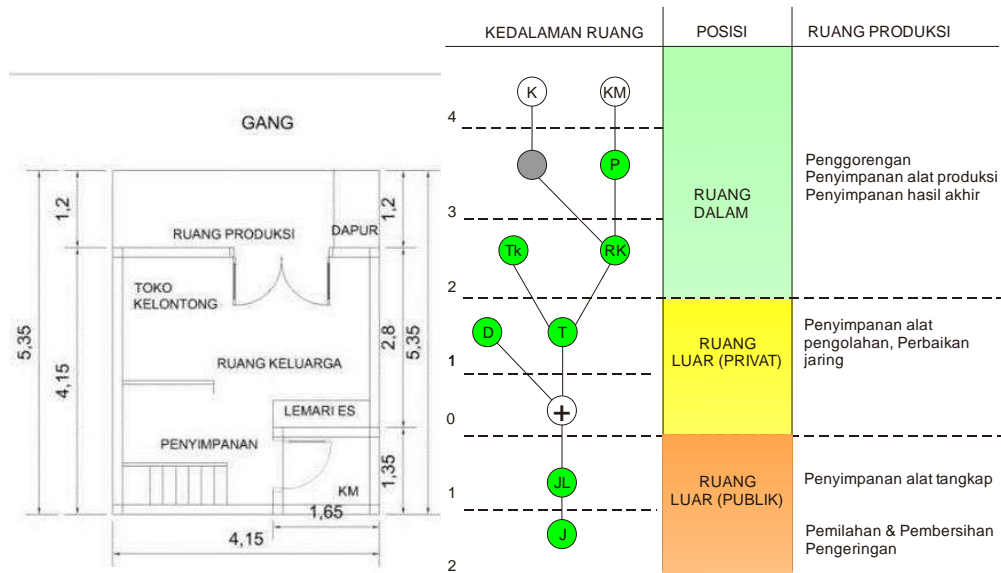 GANG
1,2
1,2
RUANG PRODUKSI
DAPUR
TOKO
KELONTONG
5,35
4,15
2,8
5,35
RUANG KELUARGA
LEMARI ES
PENYIMPANAN
1,35
KM
1,65
4,15
KEDALAMAN RUANG
POSISI
RUANG PRODUKSI
K
KM
4
P
Penggorengan
Penyimpanan alat produksi
Penyimpanan hasil akhir
RUANG
DALAM
3
Tk
RK
2
D
T
RUANG
LUAR (PRIVAT)
Penyimpanan alat
pengolahan, Perbaikan
jaring
1
+
0
JL
RUANG
LUAR (PUBLIK)
Penyimpanan alat tangkap
1
J
Pemilahan & Pembersihan
Pengeringan
2